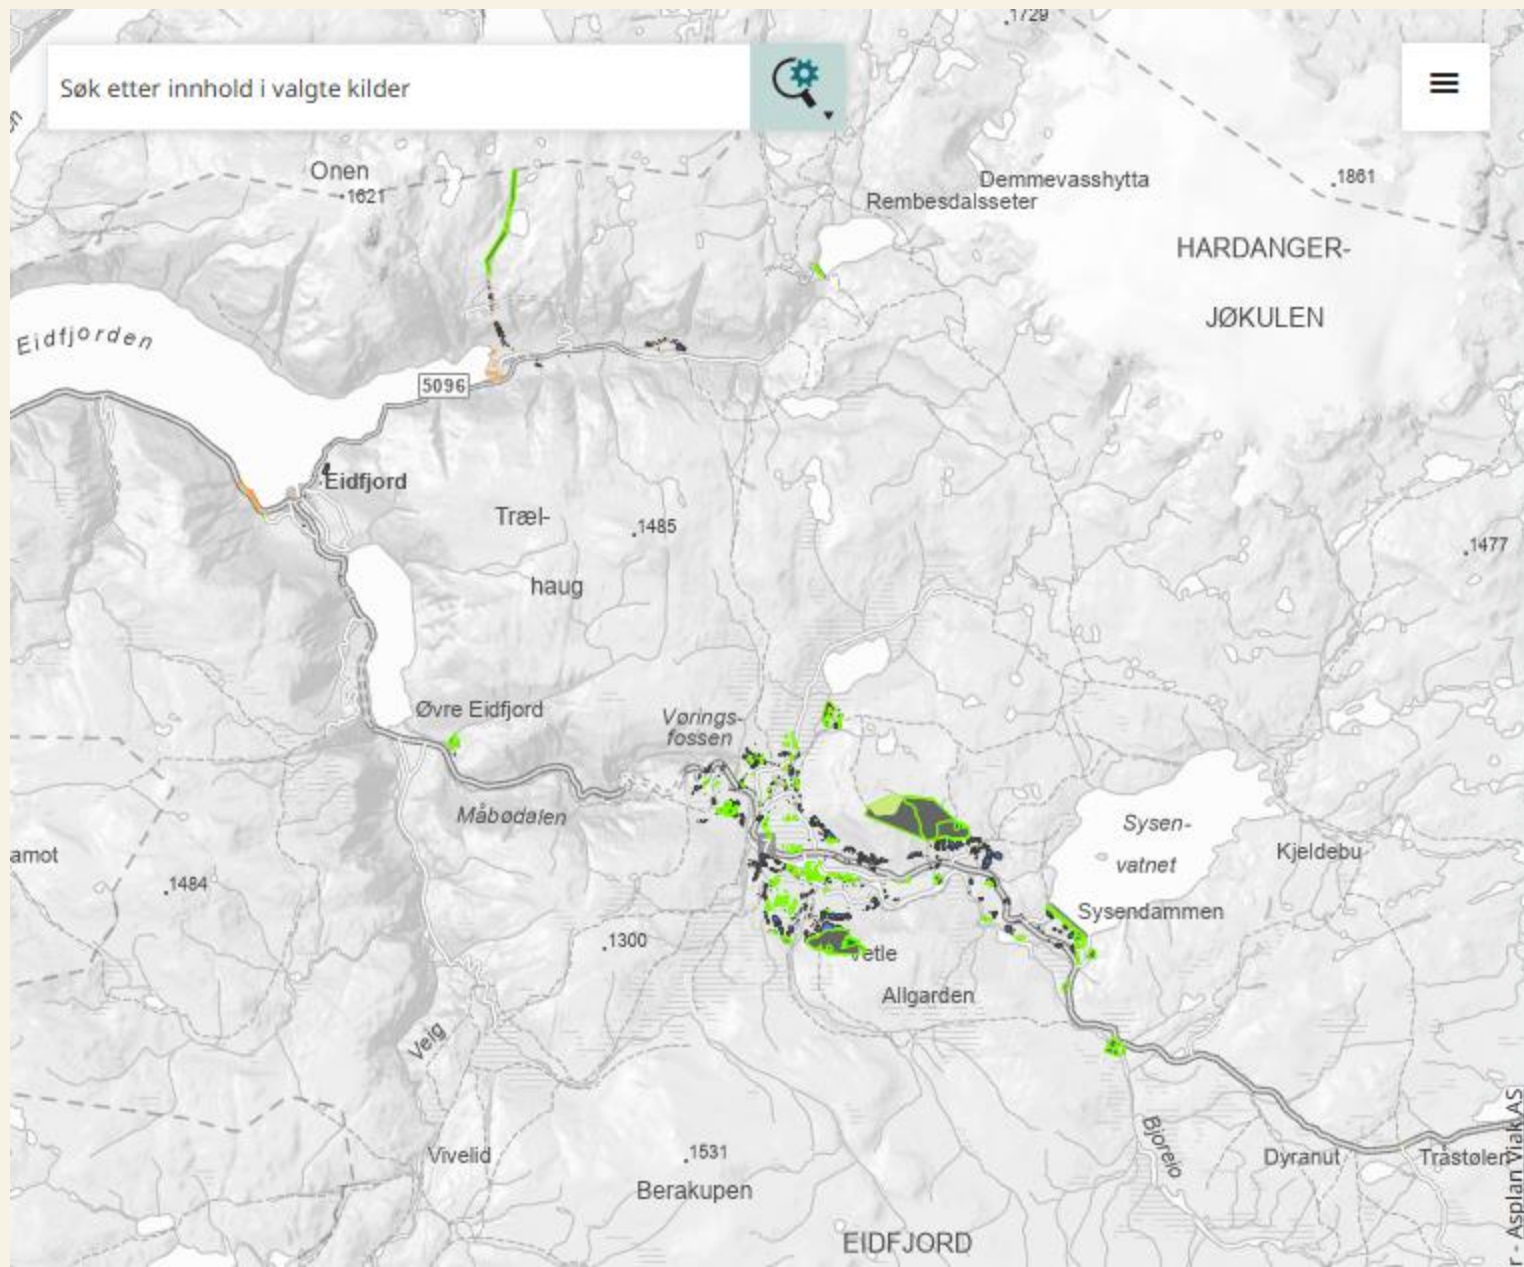 1729
Søk etter innhold i valgte kilder
Onen
1621
Demmevasshytta
Rembesdalsseter
1861
HARDANGER-
JØKULEN
Eidfjorden
5096
Eidfjord
Træl-
haug
1485
1477
Øvre Eidfjord
Vørings-
fossen
Måbødalen
Sysen-
vatnet
Kjeldebu
amot
1484
Sysendammen
1300
Vetle
Allgarden
Veig
Bjoreio
Vivelid
1531
Berakupen
Dyranut
Tråstølen
EIDFJORD
r - Asplan Viak AS